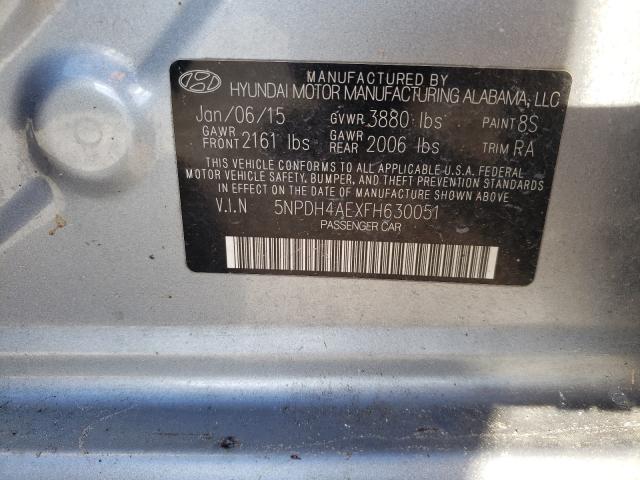 MANUFACTURED BY
HYUNDAI MOTOR MANUFACTURING ALABAMA, LLC
Jan/06/15 GVWR 3880 lbs PAINT 8S
GAWR FRONT 2161 lbs GAWR REAR 2006 lbs TRIM RA
THIS VEHICLE CONFORMS TO ALL APPLICABLE U.S.A. FEDERAL
MOTOR VEHICLE SAFETY, BUMPER, AND THEFT PREVENTION STANDARDS
IN EFFECT ON THE DATE OF MANUFACTURE SHOWN ABOVE
V.I.N 5NPDH4AEXFH630051
PASSENGER CAR